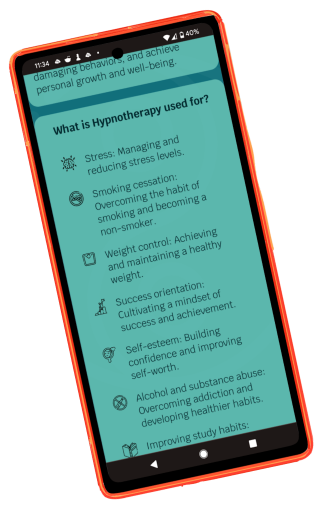 11:34
40%
damaging behaviors, and achieve
personal growth and well-being.
What is Hypnotherapy used for?
Stress: Managing and
reducing stress levels.
Smoking cessation:
Overcoming the habit of
smoking and becoming a
non-smoker.
Weight control: Achieving
and maintaining a healthy
weight.
Success orientation:
Cultivating a mindset of
success and achievement.
Self-esteem: Building
confidence and improving
self-worth.
Alcohol and substance abuse:
Overcoming addiction and
developing healthier habits.
Improving study habits: